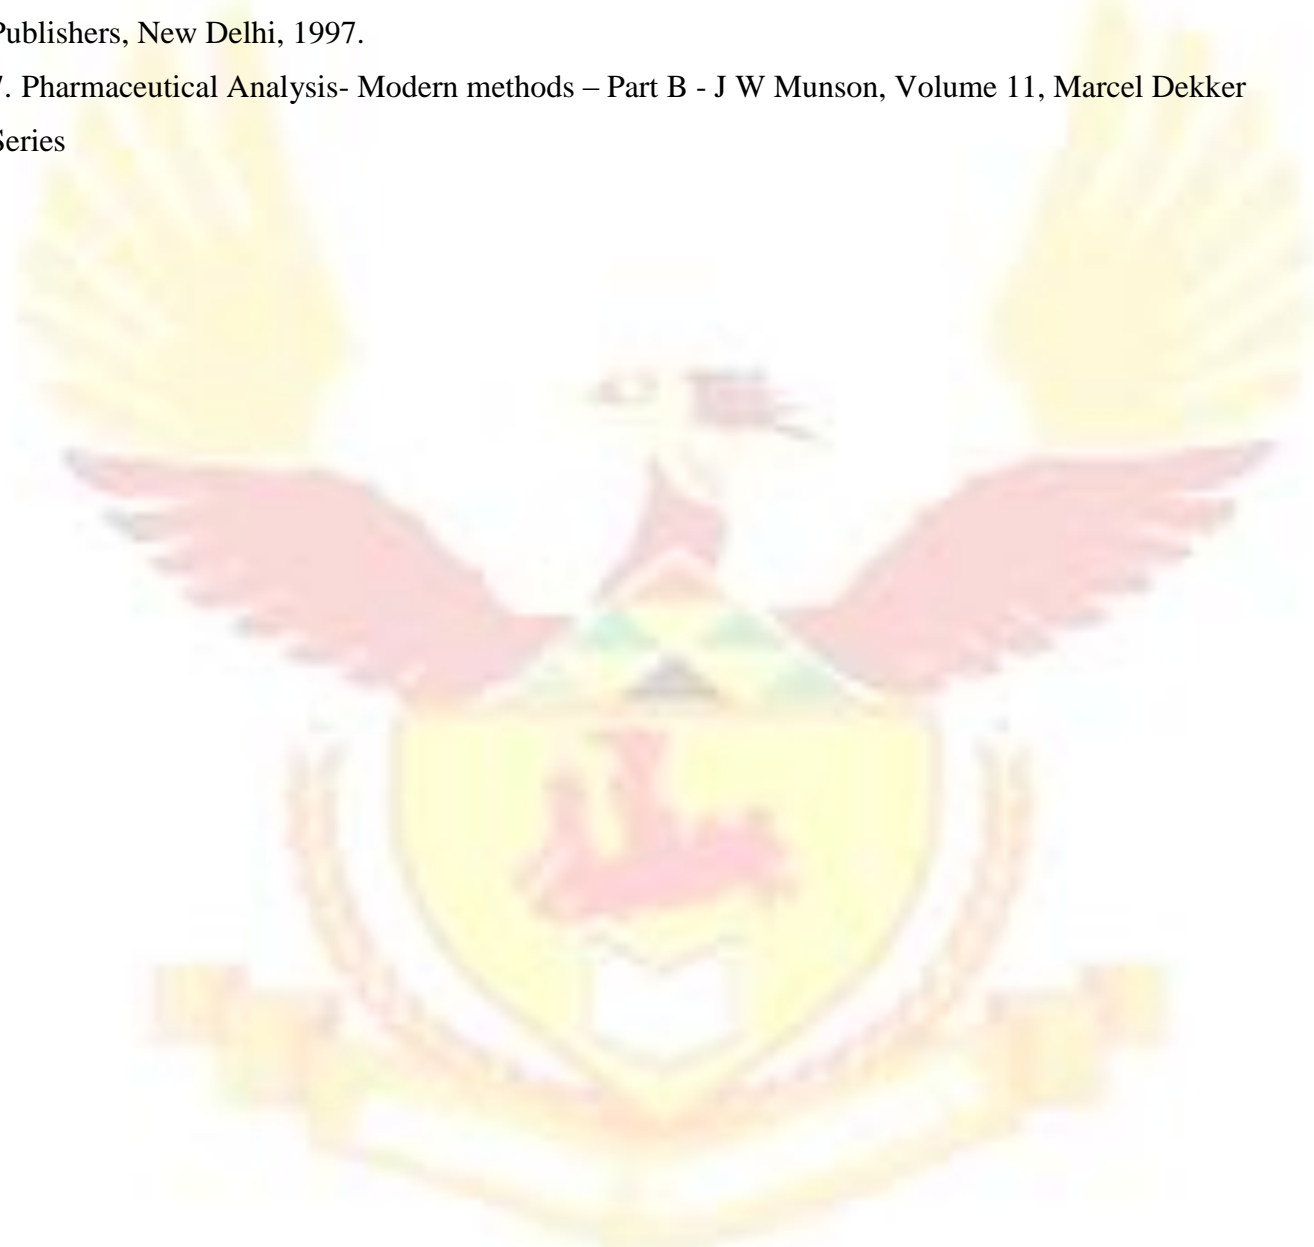 Publishers, New Delhi, 1997.
7. Pharmaceutical Analysis- Modern methods – Part B - J W Munson, Volume 11, Marcel Dekker
Series